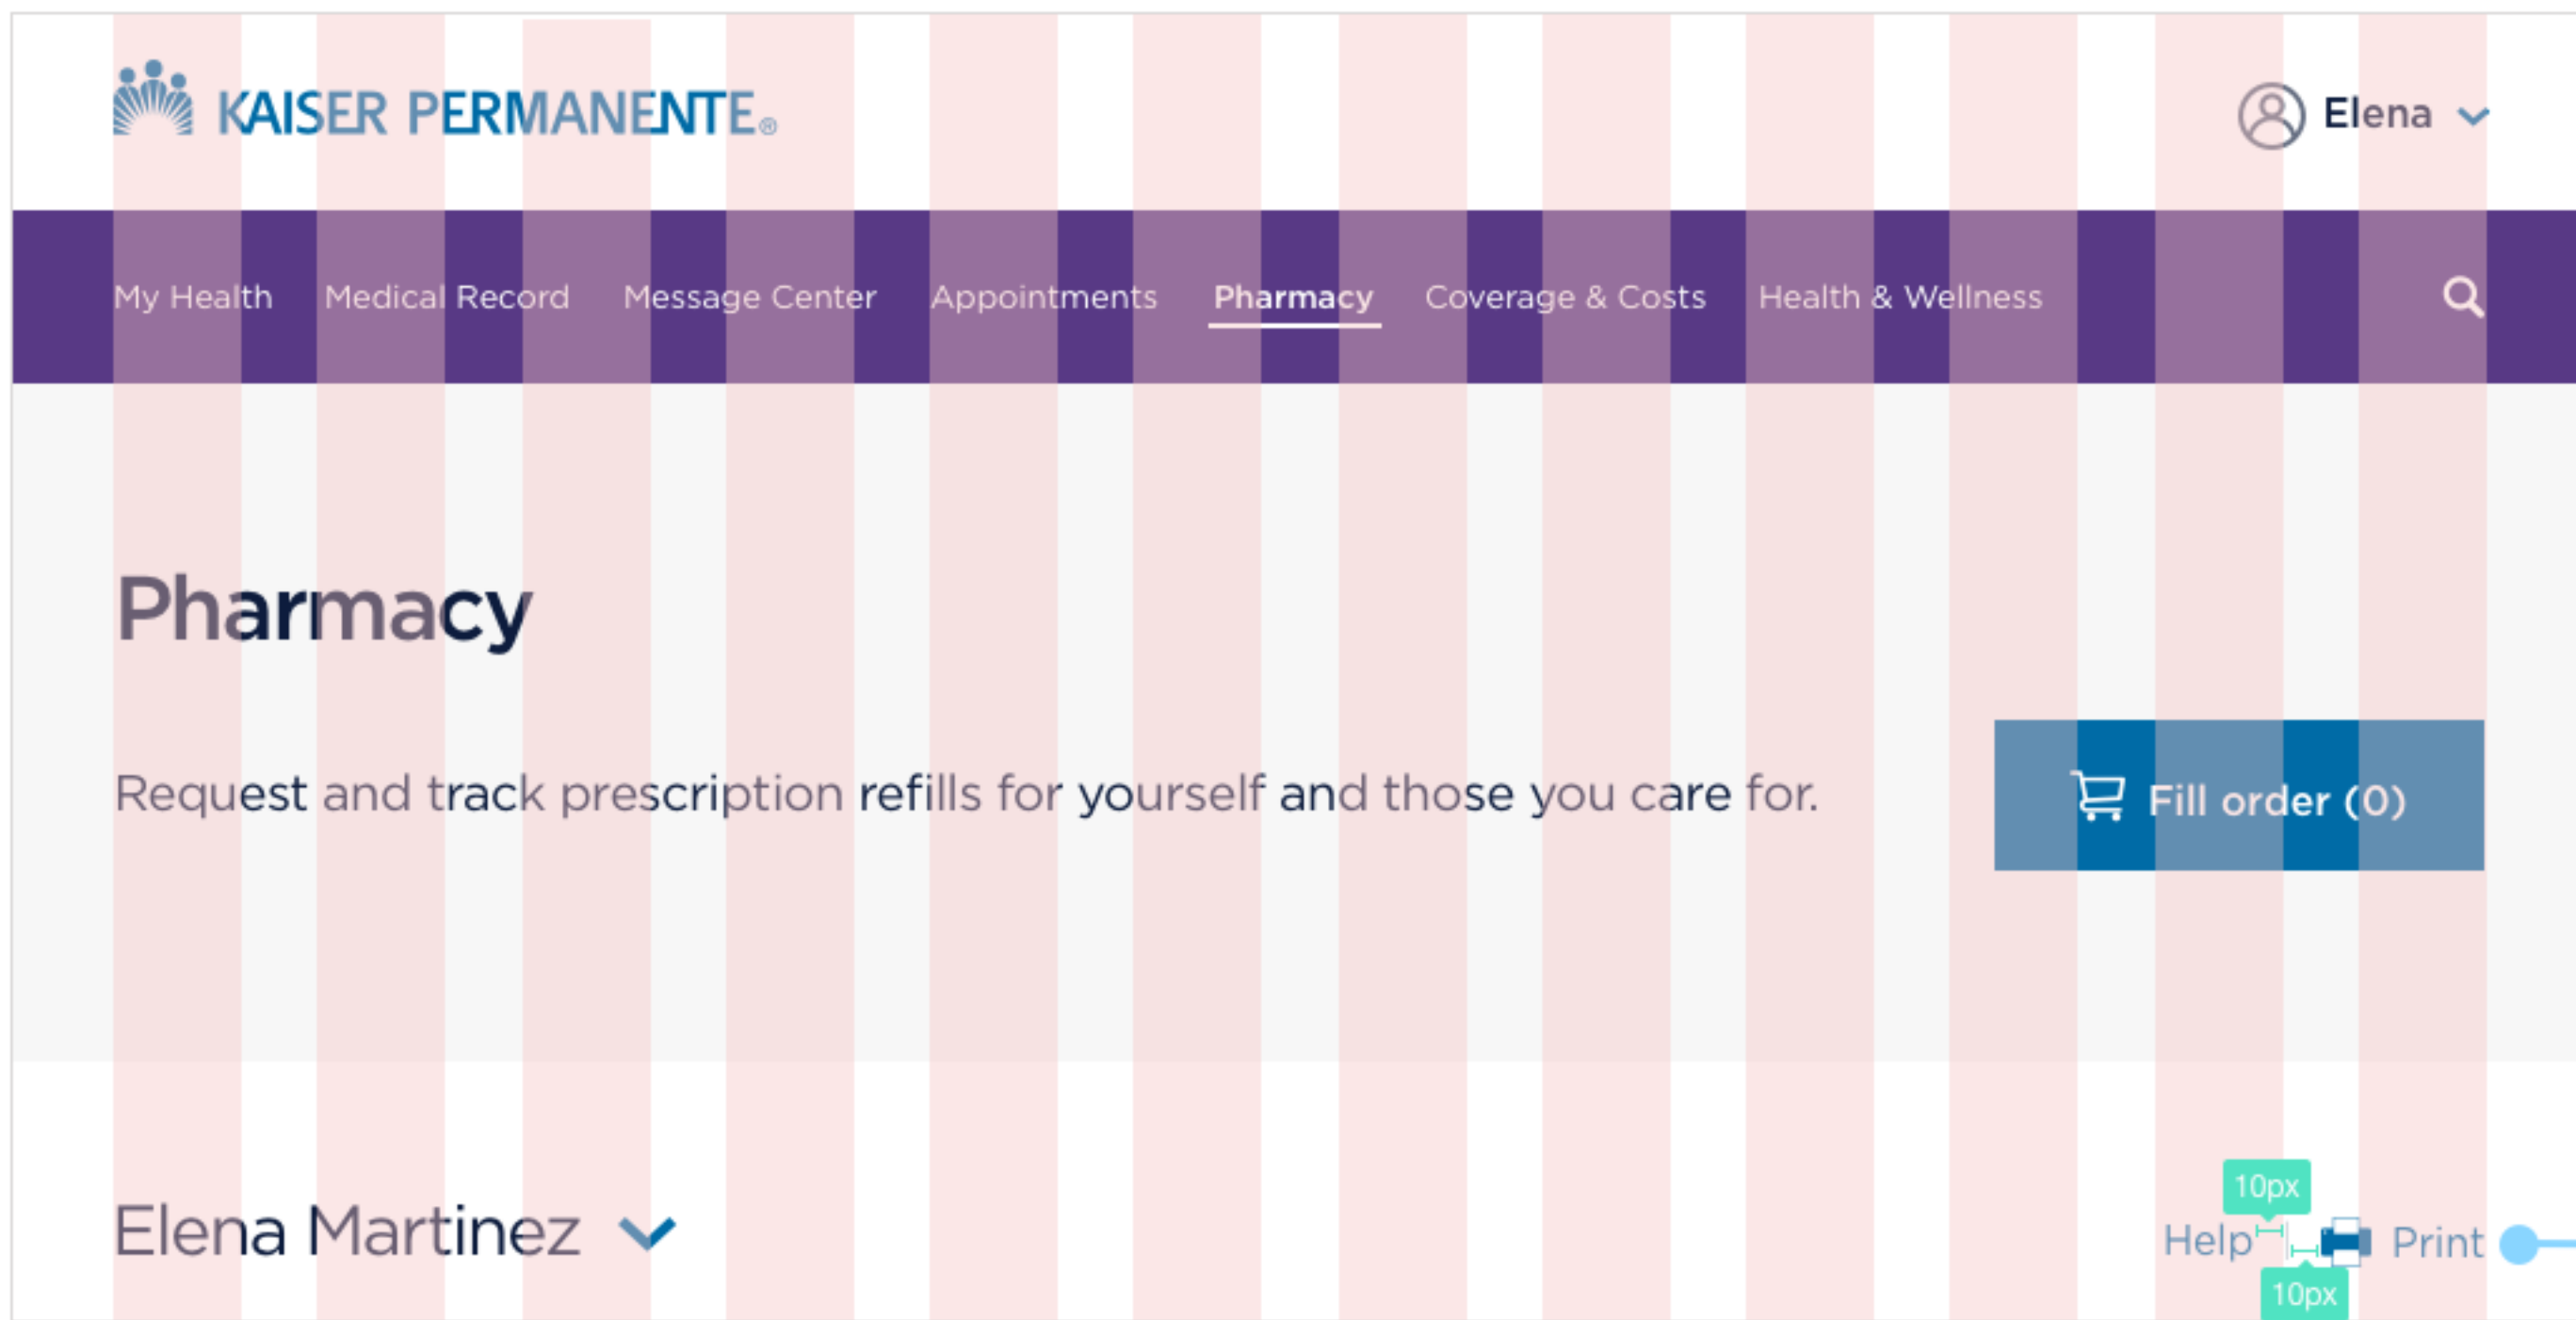 KAISER PERMANENTE®
Elena
My Health Medical Record Message Center Appointments Pharmacy Coverage & Costs Health & Wellness
Pharmacy
Request and track prescription refills for yourself and those you care for.
Fill order (0)
10px
Elena Martinez
Help Print
10px